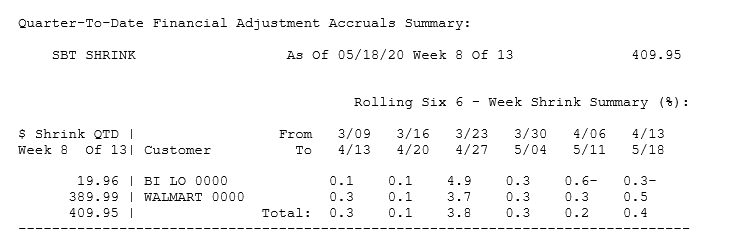 Quarter-To-Date Financial Adjustment Accruals Summary:
SBT SHRINK As Of 05/18/20 Week 8 Of 13 409.95
Rolling Six 6 - Week Shrink Summary (%):
$ Shrink QTD | From 3/09 3/16 3/23 3/30 4/06 4/13
Week 8 Of 13| Customer To 4/13 4/20 4/27 5/04 5/11 5/18
19.96 | BI LO 0000 0.1 0.1 4.9 0.3 0.6- 0.3-
389.99 | WALMART 0000 0.3 0.1 3.7 0.3 0.3 0.5
409.95 | Total: 0.3 0.1 3.8 0.3 0.2 0.4